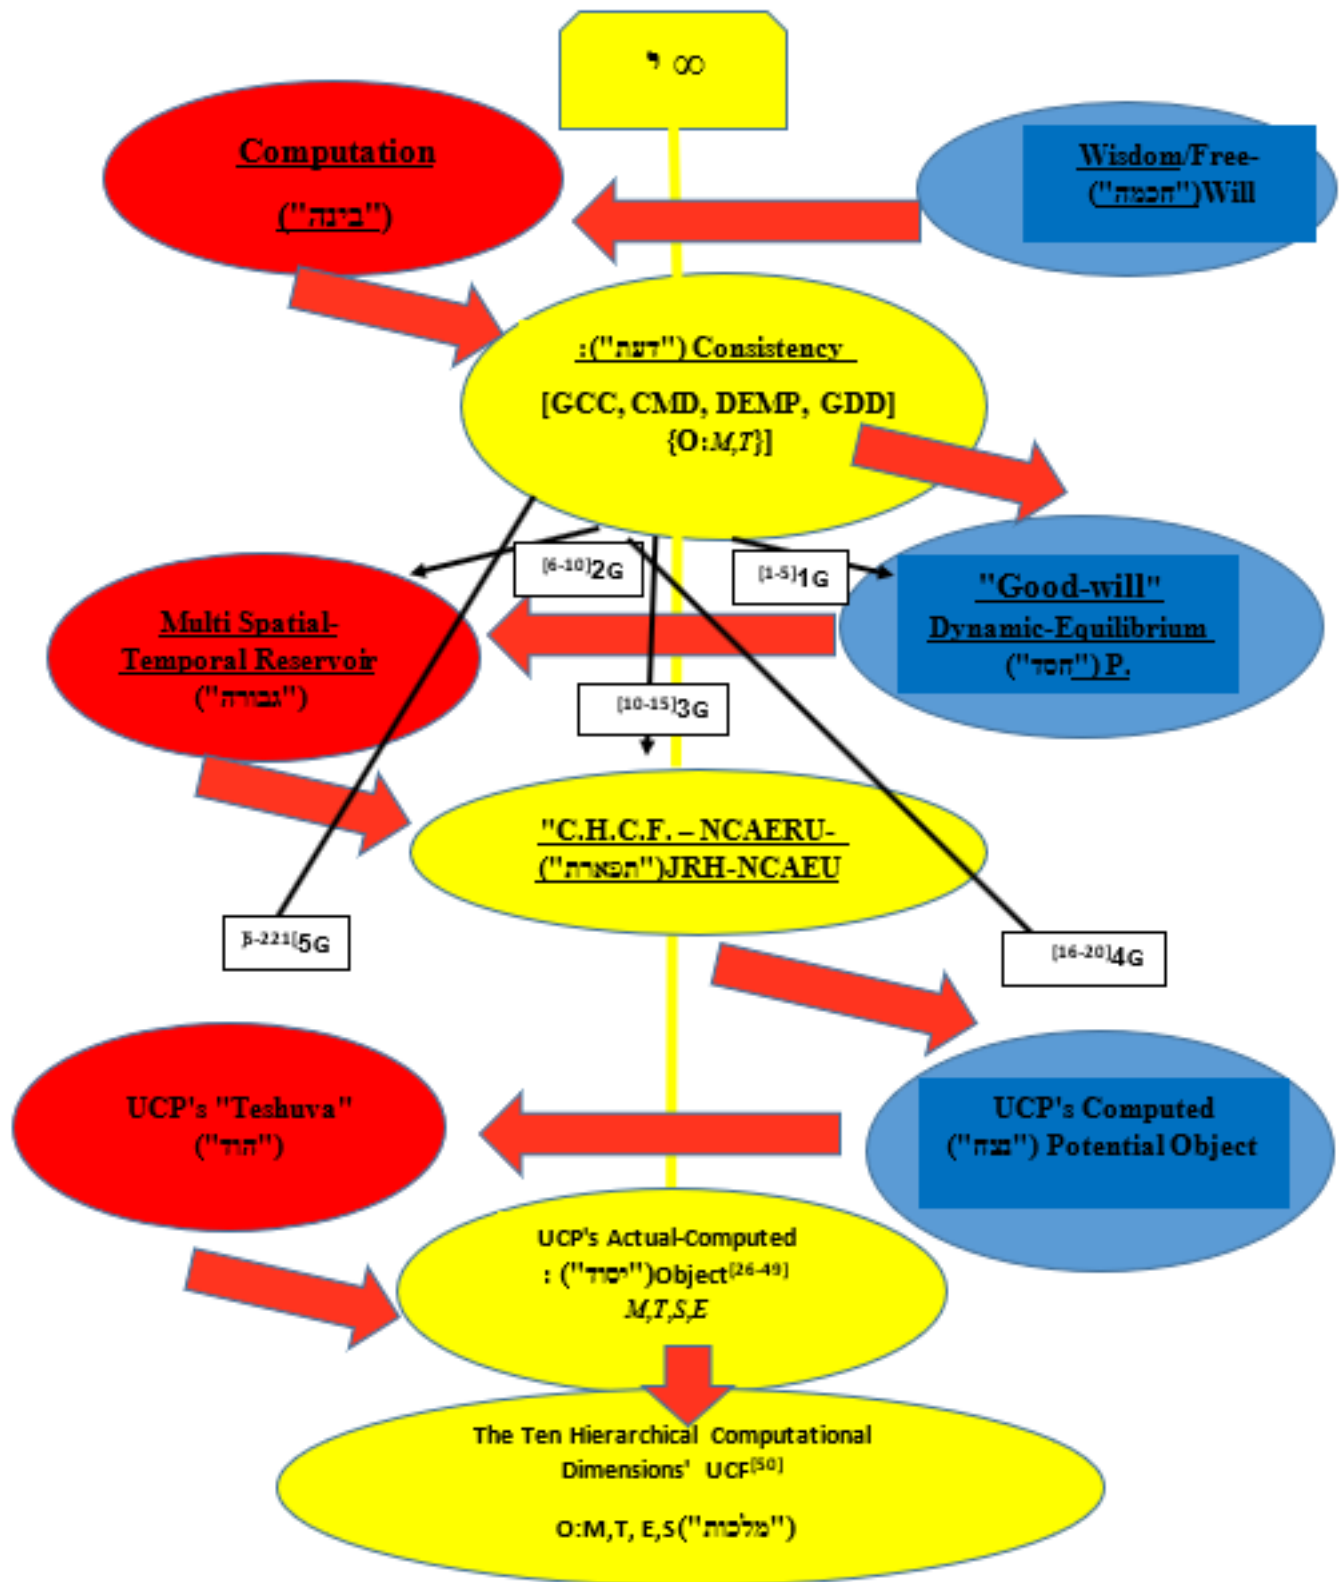 ∞ י
Computation
("בינה")
Wisdom/Free-
("חכמה")Will
:("דעת") Consistency
[GCC, CMD, DEMP, GDD]
{O:M,T}]
[6-10]2G
[1-5]1G
"Good-will"
Dynamic-Equilibrium
("חסד") P.
Multi Spatial-
Temporal Reservoir
("גבורה")
[10-15]3G
"C.H.C.F. – NCAERU-
("תפארת")JRH-NCAEU
[16-20]4G
UCP's "Teshuva"
("הוד")
UCP's Computed
("נצח") Potential Object
UCP's Actual-Computed
: ("יסוד")Object[26-49]
M,T,S,E
The Ten Hierarchical Computational
Dimensions' UCF[50]
O:M,T, E,S("מלכות")